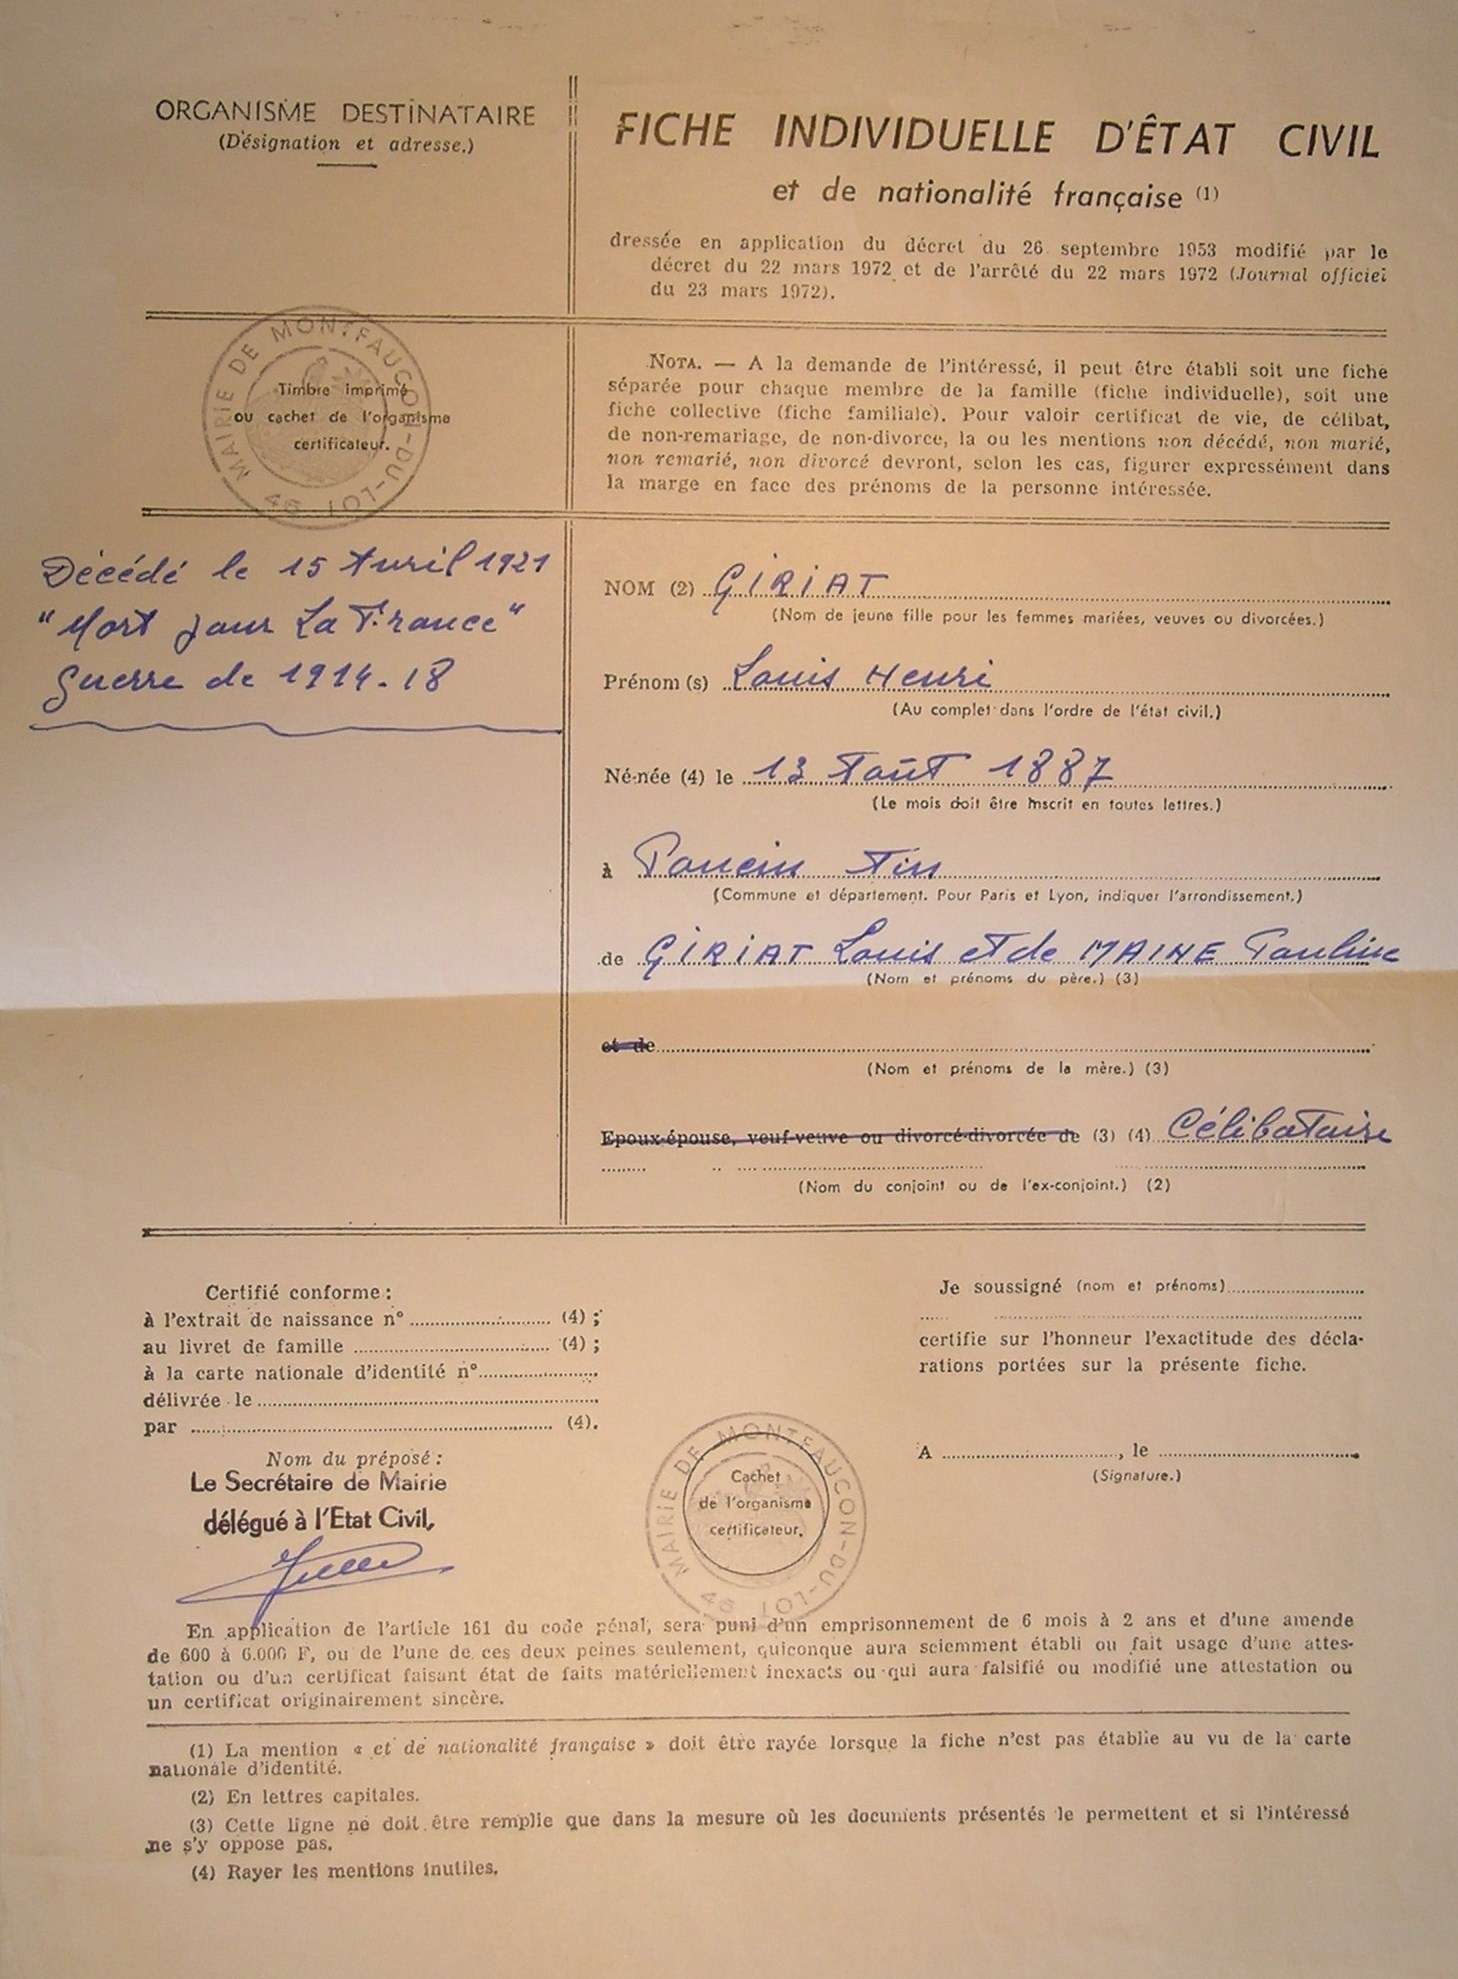 ORGANISME DESTINATAIRE
(Désignation et adresse.)
FICHE INDIVIDUELLE D'ÊTAT CIVIL
et de nationalité française (1)
dressée en application du décret du 26 septembre 1953 modifié par le
décret du 22 mars 1972 et de l'arrêté du 22 mars 1972 (Journal officiel
du 23 mars 1972).
MAIRIE DE MONTFAUCON-DU-LOT 46
Timbre imprimé
ou cachet de l'organisme
certificateur.
NOTA. — A la demande de l'intéressé, il peut être établi soit une fiche
séparée pour chaque membre de la famille (fiche individuelle), soit une
fiche collective (fiche familiale). Pour valoir certificat de vie, de célibat,
de non-remariage, de non-divorce, la ou les mentions non décédé, non marié,
non remarié, non divorcé devront, selon les cas, figurer expressément dans
la marge en face des prénoms de la personne intéressée.
Décédé le 15 Avril 1921
"Mort pour La France"
guerre de 1914-18
NOM (2) GIRIAT
(Nom de jeune fille pour les femmes mariées, veuves ou divorcées.)
Prénom (s) Louis Henri
(Au complet dans l'ordre de l'état civil.)
Né-née (4) le 13 Août 1887
(Le mois doit être inscrit en toutes lettres.)
à Poncin Ain
(Commune et département. Pour Paris et Lyon, indiquer l'arrondissement.)
de GIRIAT Louis et de MAINE Pauline
(Nom et prénoms du père.) (3)
et de
(Nom et prénoms de la mère.) (3)
Epoux-épouse, veuf-veuve ou divorcé-divorcée de (3) (4) Célibataire
(Nom du conjoint ou de l'ex-conjoint.) (2)
Certifié conforme :
à l'extrait de naissance n° (4) ;
au livret de famille (4) ;
à la carte nationale d'identité n°
délivrée le
par (4).
Nom du préposé :
Le Secrétaire de Mairie
délégué à l'Etat Civil,
Je soussigné (nom et prénoms)
certifie sur l'honneur l'exactitude des décla-
rations portées sur la présente fiche.
A , le
(Signature.)
MAIRIE DE MONTFAUCON-DU-LOT 46
Cachet
de l'organisme
certificateur.
En application de l'article 161 du code pénal, sera puni d'un emprisonnement de 6 mois à 2 ans et d'une amende
de 600 à 6.000 F, ou de l'une de ces deux peines seulement, quiconque aura sciemment établi ou fait usage d'une attes-
tation ou d'un certificat faisant état de faits matériellement inexacts ou qui aura falsifié ou modifié une attestation ou
un certificat originairement sincère.
(1) La mention « et de nationalité française » doit être rayée lorsque la fiche n'est pas établie au vu de la carte
nationale d'identité.
(2) En lettres capitales.
(3) Cette ligne ne doit être remplie que dans la mesure où les documents présentés le permettent et si l'intéressé
ne s'y oppose pas.
(4) Rayer les mentions inutiles.